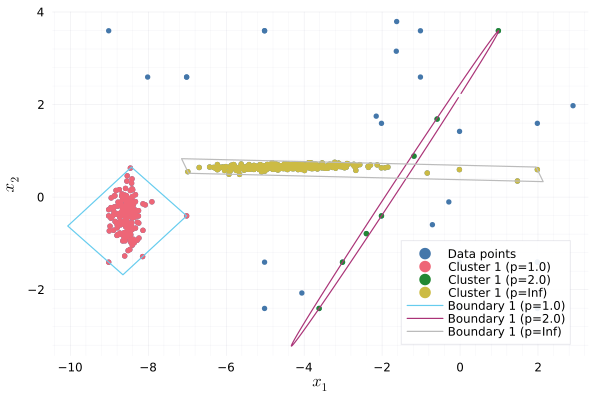 4
2
0
−2
x₂
−10
−8
−6
−4
−2
0
2
x₁
Data points
Cluster 1 (p=1.0)
Cluster 1 (p=2.0)
Cluster 1 (p=Inf)
Boundary 1 (p=1.0)
Boundary 1 (p=2.0)
Boundary 1 (p=Inf)